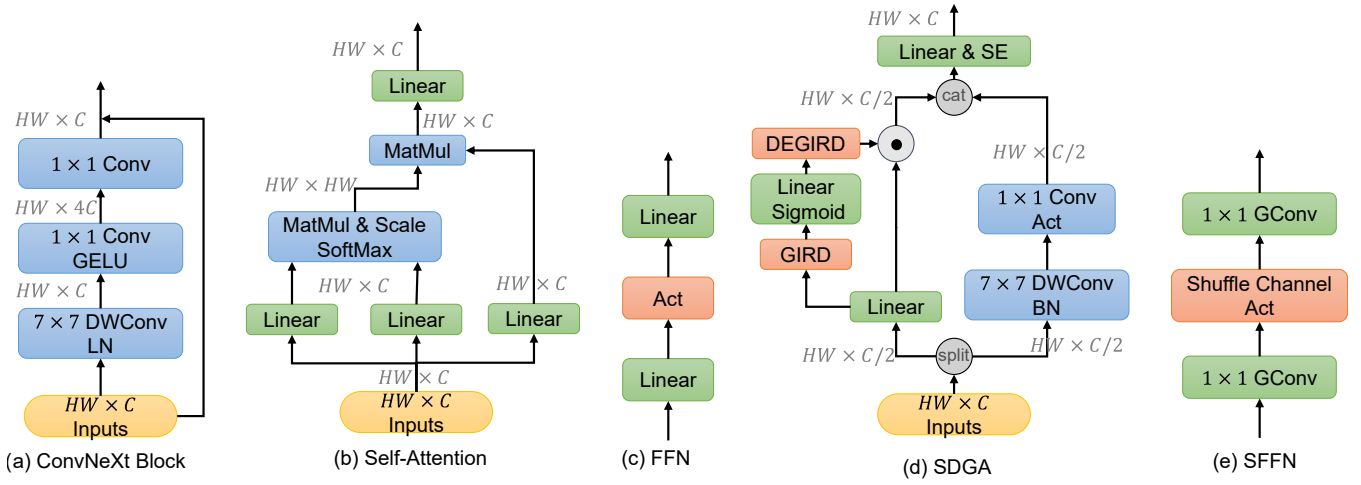 HW × C
1 × 1 Conv
HW × 4C
1 × 1 Conv
GELU
HW × C
7 × 7 DWConv
LN
HW × C
Inputs
(a) ConvNeXt Block
HW × C
Linear
HW × C
MatMul
HW × HW
MatMul & Scale
SoftMax
HW × C
HW × C
Linear
Linear
Linear
HW × C
HW × C
Inputs
(b) Self-Attention
Linear
Act
Linear
(c) FFN
HW × C
Linear & SE
cat
HW × C/2
DEGIRD
HW × C/2
Linear
Sigmoid
1 × 1 Conv
Act
GIRD
Linear
7 × 7 DWConv
BN
HW × C/2
split
HW × C/2
HW × C
Inputs
(d) SDGA
1 × 1 GConv
Shuffle Channel
Act
1 × 1 GConv
(e) SFFN